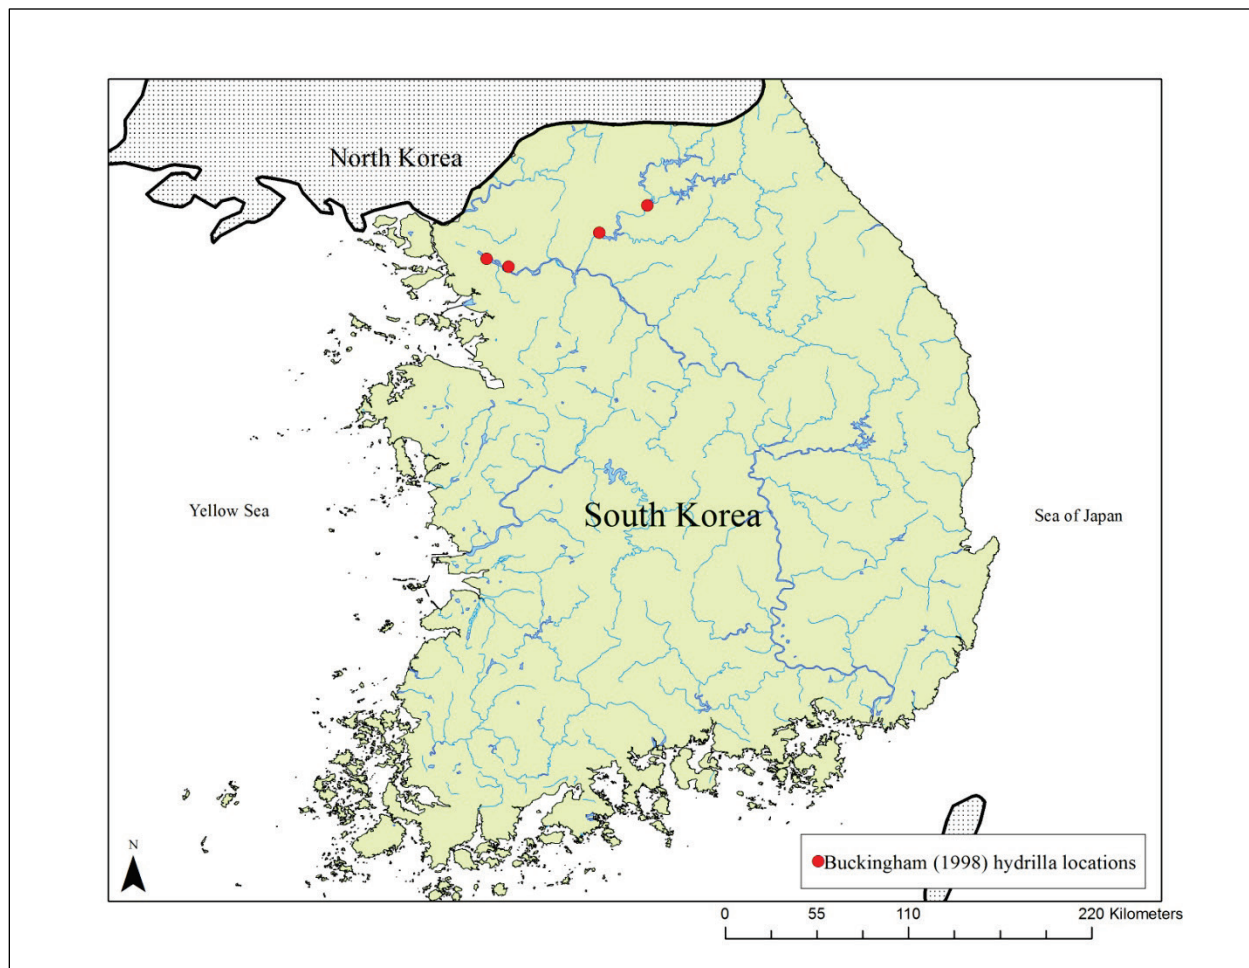 North Korea
Yellow Sea
South Korea
Sea of Japan
N
Buckingham (1998) hydrilla locations
0 55 110 220 Kilometers